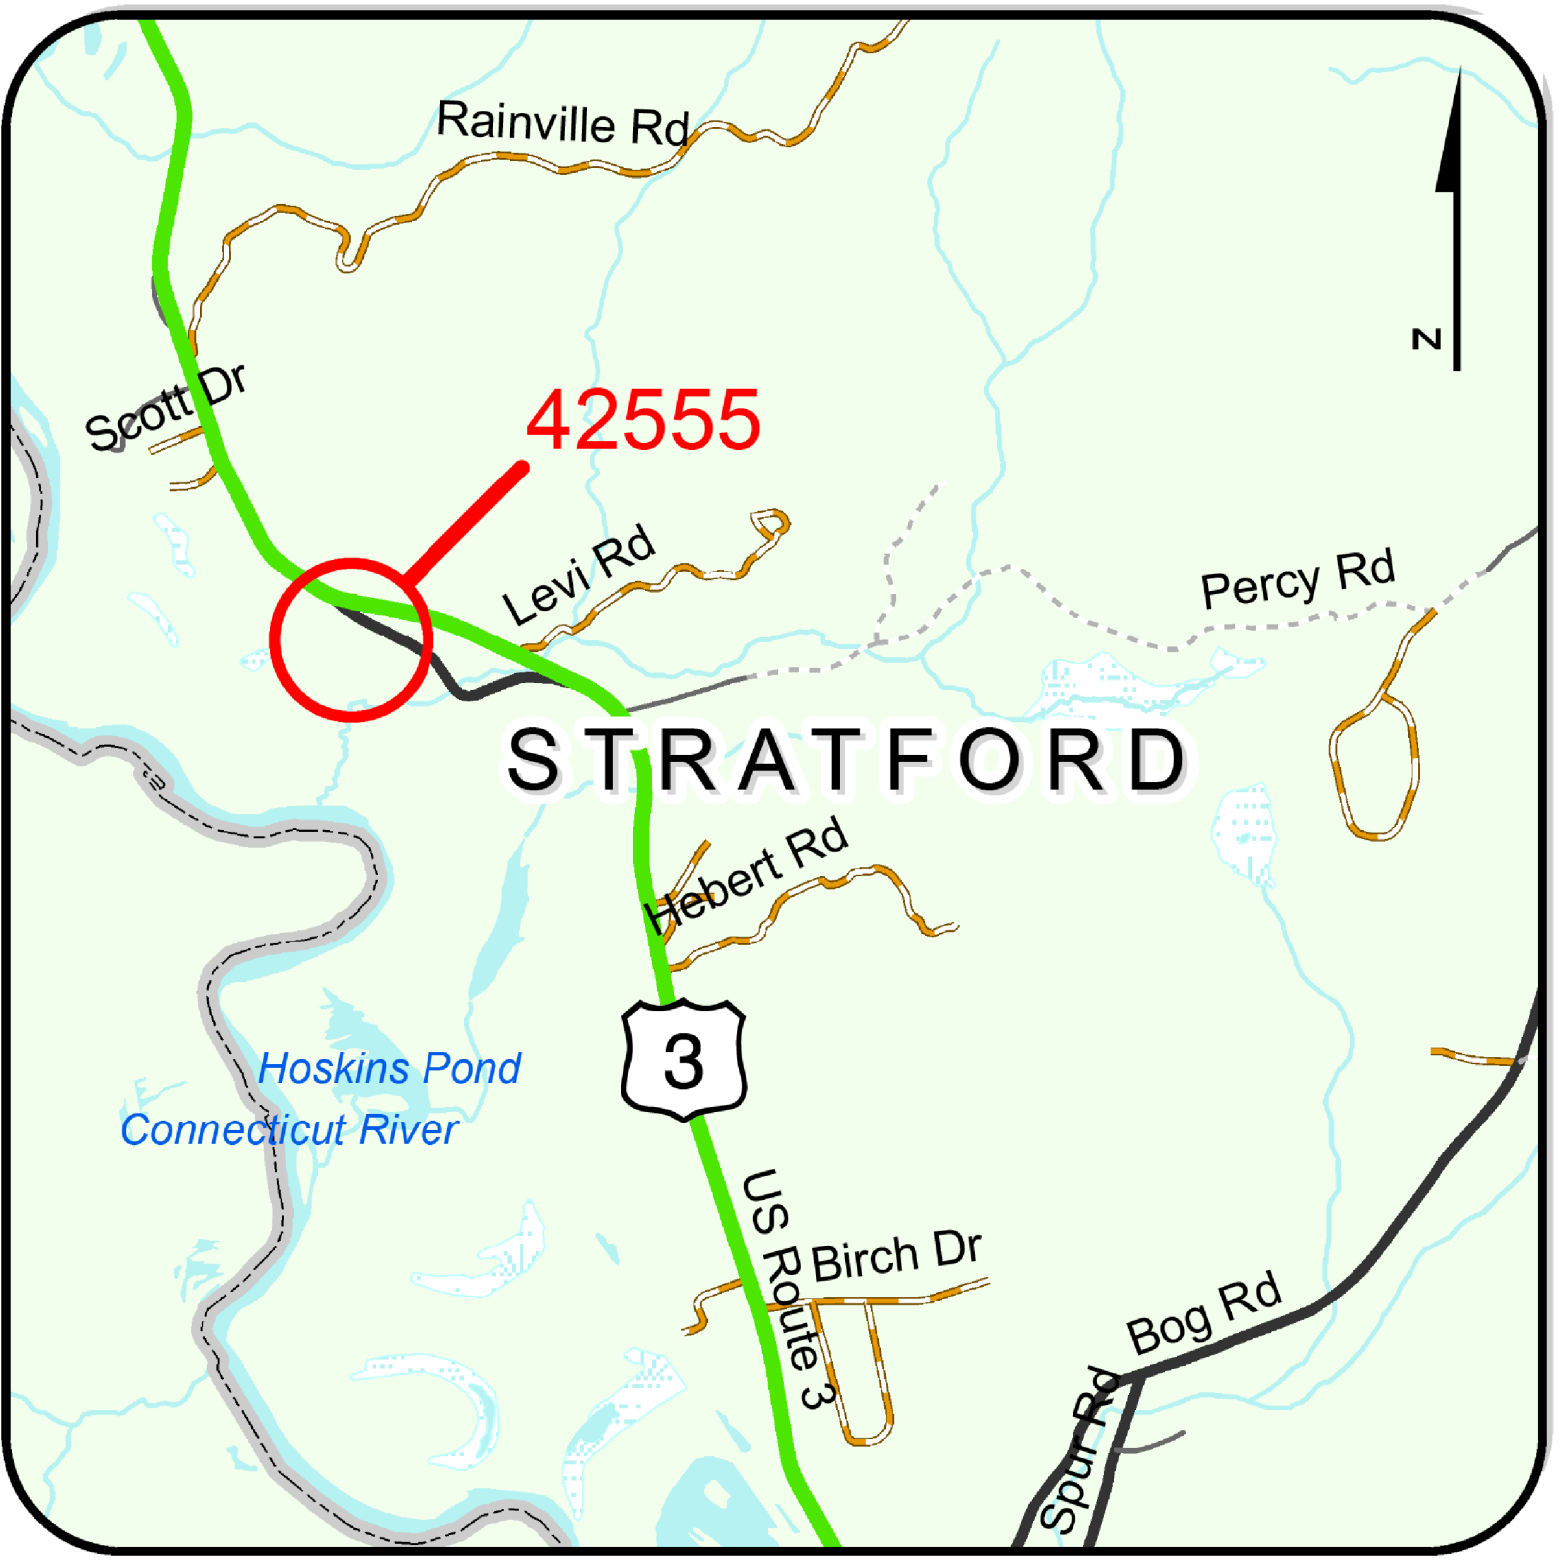 Rainville Rd
N
Scott Dr
42555
Levi Rd
Percy Rd
STRATFORD
Hebert Rd
3
Hoskins Pond
Connecticut River
US Route 3
Birch Dr
Bog Rd
Spur Rd